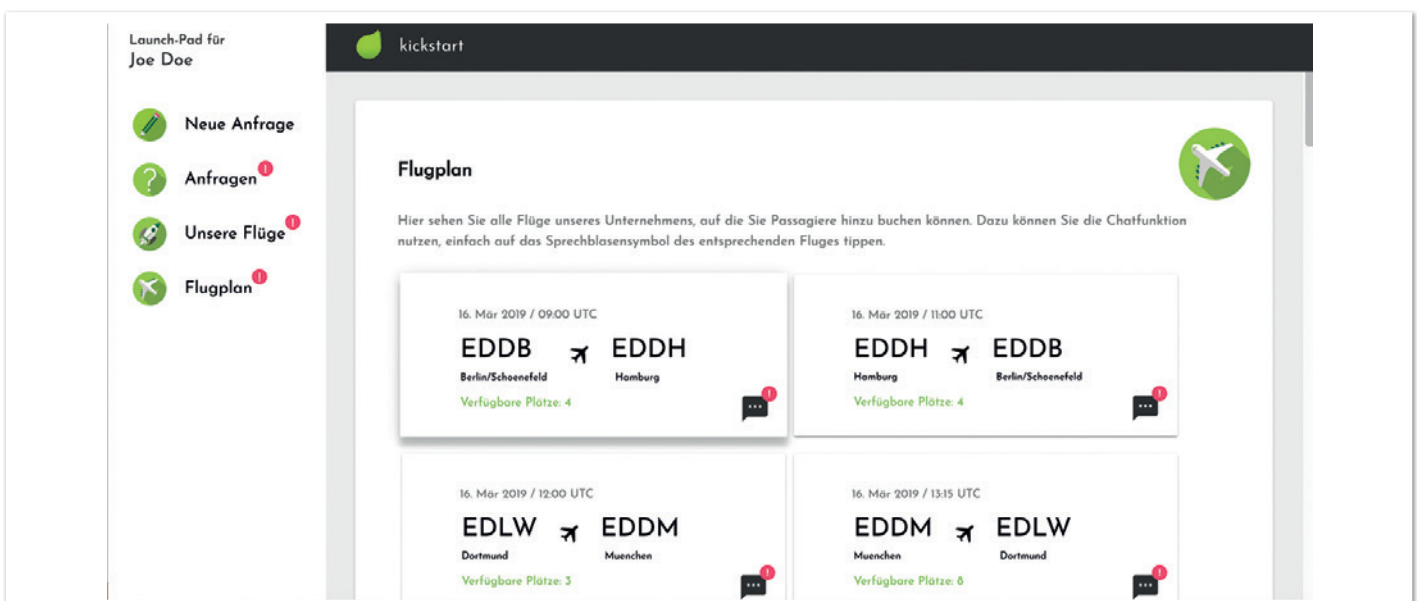 Launch-Pad für
Joe Doe
kickstart
Neue Anfrage
Anfragen
Unsere Flüge
Flugplan
Flugplan
Hier sehen Sie alle Flüge unseres Unternehmens, auf die Sie Passagiere hinzu buchen können. Dazu können Sie die Chatfunktion
nutzen, einfach auf das Sprechblasensymbol des entsprechenden Fluges tippen.
16. Mär 2019 / 09:00 UTC
EDDB EDDH
Berlin/Schoenefeld Hamburg
Verfügbare Plätze: 4
16. Mär 2019 / 11:00 UTC
EDDH EDDB
Hamburg Berlin/Schoenefeld
Verfügbare Plätze: 4
16. Mär 2019 / 12:00 UTC
EDLW EDDM
Dortmund Muenchen
Verfügbare Plätze: 3
16. Mär 2019 / 13:15 UTC
EDDM EDLW
Muenchen Dortmund
Verfügbare Plätze: 8